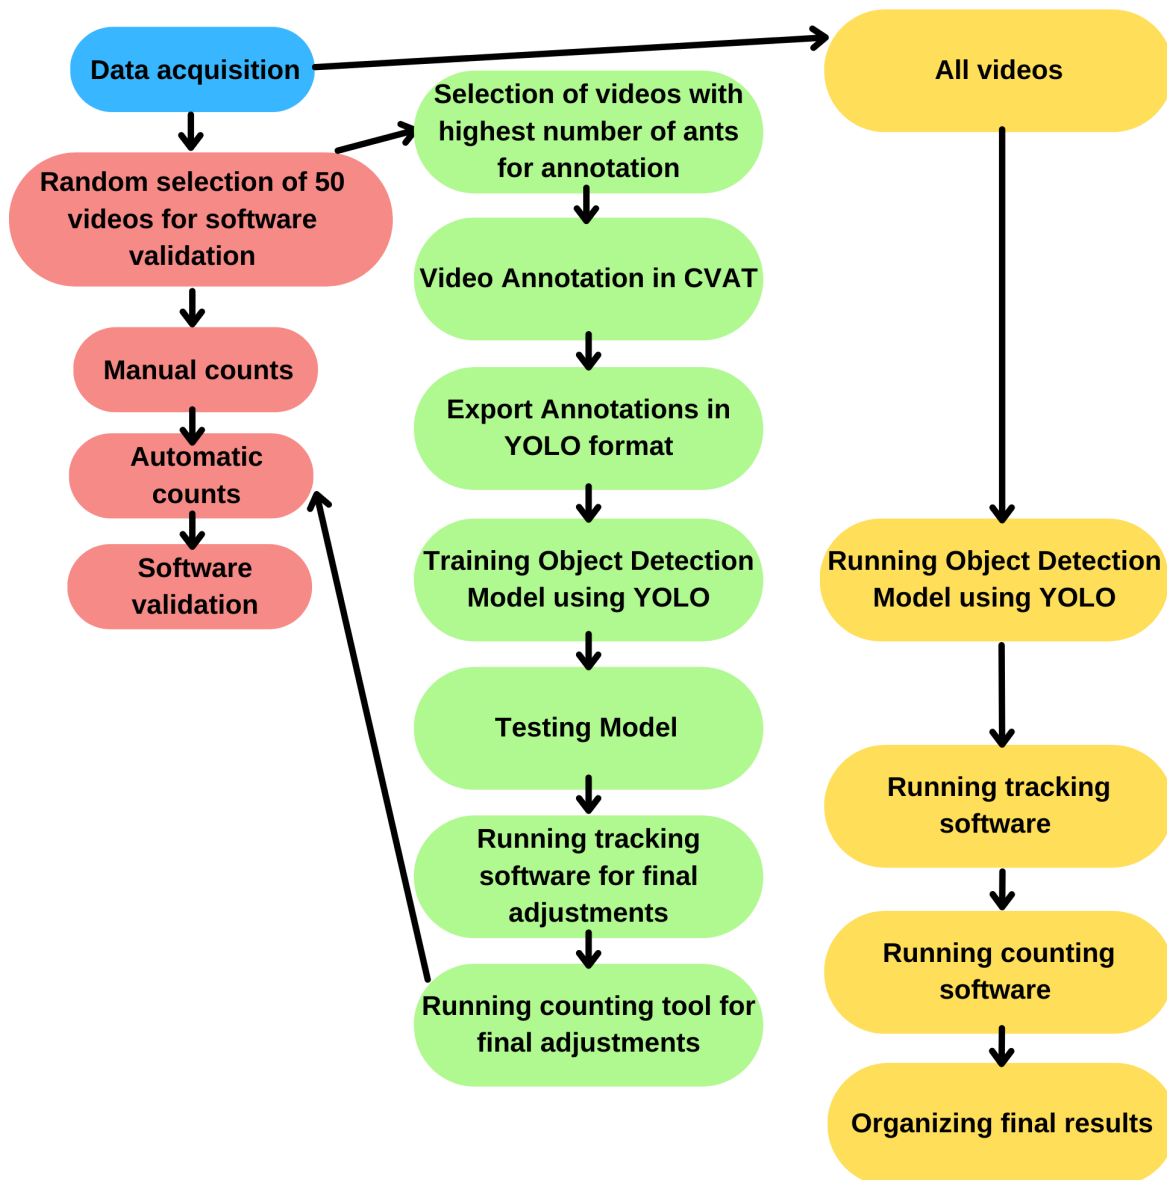 Data acquisition
Random selection of 50
videos for software
validation
Manual counts
Automatic
counts
Software
validation
Selection of videos with
highest number of ants
for annotation
Video Annotation in CVAT
Export Annotations in
YOLO format
Training Object Detection
Model using YOLO
Testing Model
Running tracking
software for final
adjustments
Running counting tool for
final adjustments
All videos
Running Object Detection
Model using YOLO
Running tracking
software
Running counting
software
Organizing final results